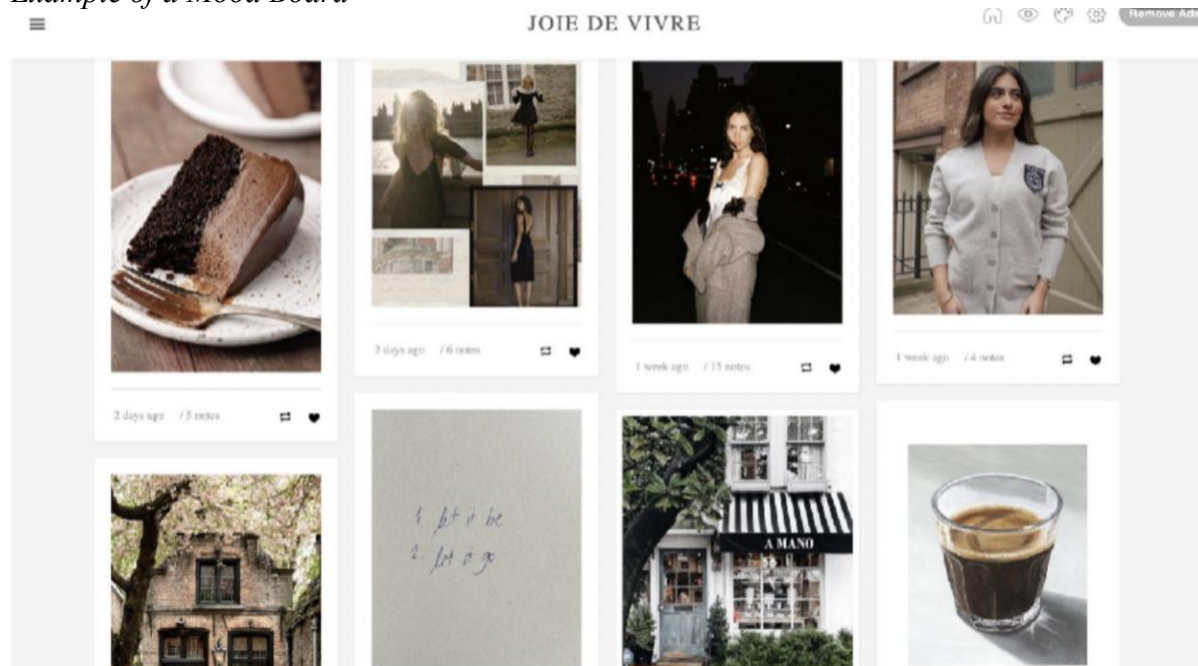 Example of a Mood Board
JOIE DE VIVRE
Remove Ads
2 days ago / 5 notes
2 days ago / 6 notes
1 week ago / 15 notes
1 week ago / 4 notes
1. let it be
2. let it go
A MANO